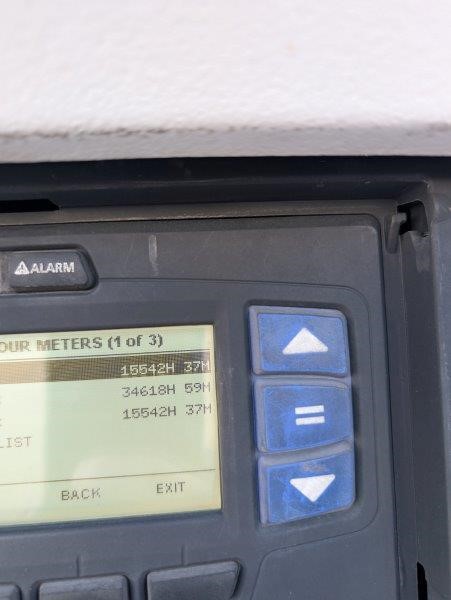 ALARM
OUR METERS (1 of 3)
15542H 37M
34618H 59M
15542H 37M
LIST
BACK EXIT